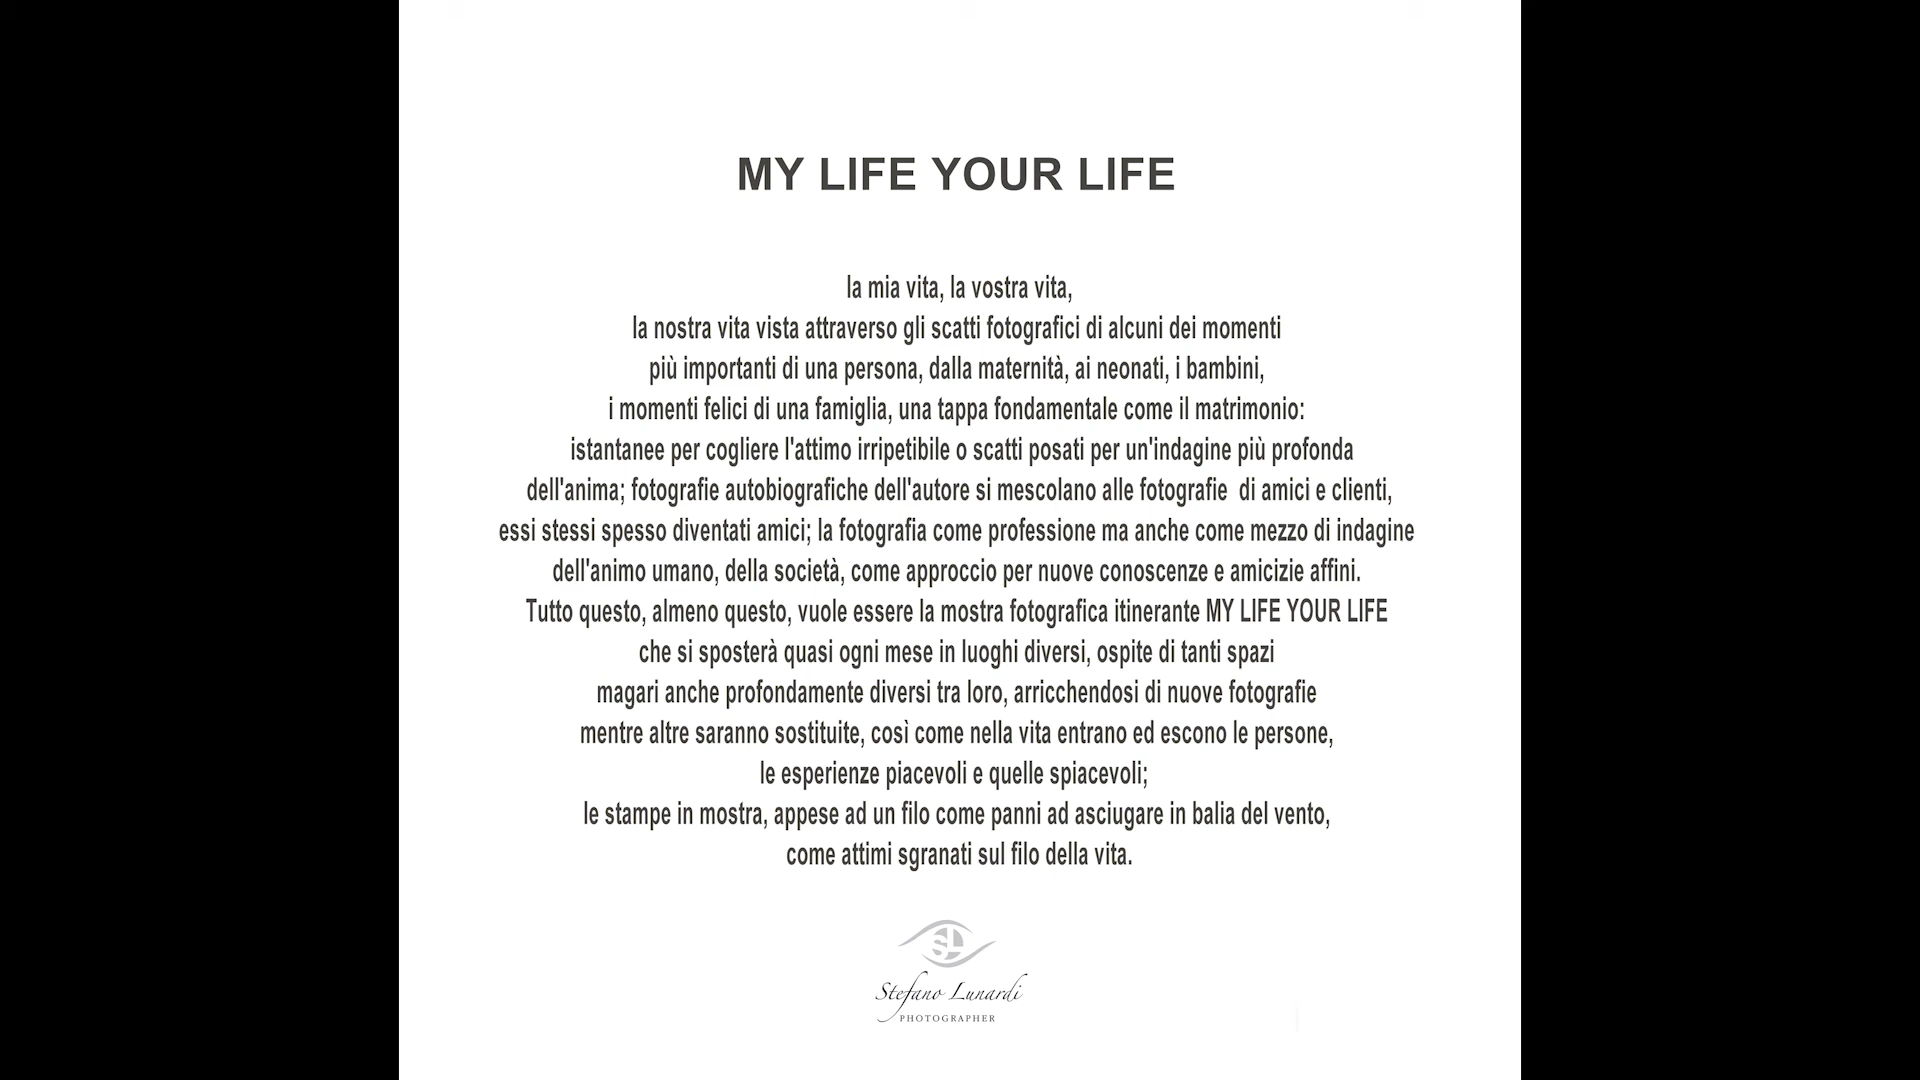 MY LIFE YOUR LIFE
la mia vita, la vostra vita,
la nostra vita vista attraverso gli scatti fotografici di alcuni dei momenti
più importanti di una persona, dalla maternità, ai neonati, i bambini,
i momenti felici di una famiglia, una tappa fondamentale come il matrimonio:
istantanee per cogliere l'attimo irripetibile o scatti posati per un'indagine più profonda
dell'anima; fotografie autobiografiche dell'autore si mescolano alle fotografie  di amici e clienti,
essi stessi spesso diventati amici; la fotografia come professione ma anche come mezzo di indagine
dell'animo umano, della società, come approccio per nuove conoscenze e amicizie affini.
Tutto questo, almeno questo, vuole essere la mostra fotografica itinerante MY LIFE YOUR LIFE
che si sposterà quasi ogni mese in luoghi diversi, ospite di tanti spazi
magari anche profondamente diversi tra loro, arricchendosi di nuove fotografie
mentre altre saranno sostituite, così come nella vita entrano ed escono le persone,
le esperienze piacevoli e quelle spiacevoli;
le stampe in mostra, appese ad un filo come panni ad asciugare in balia del vento,
come attimi sgranati sul filo della vita.
SL
Stefano Lunardi
PHOTOGRAPHER